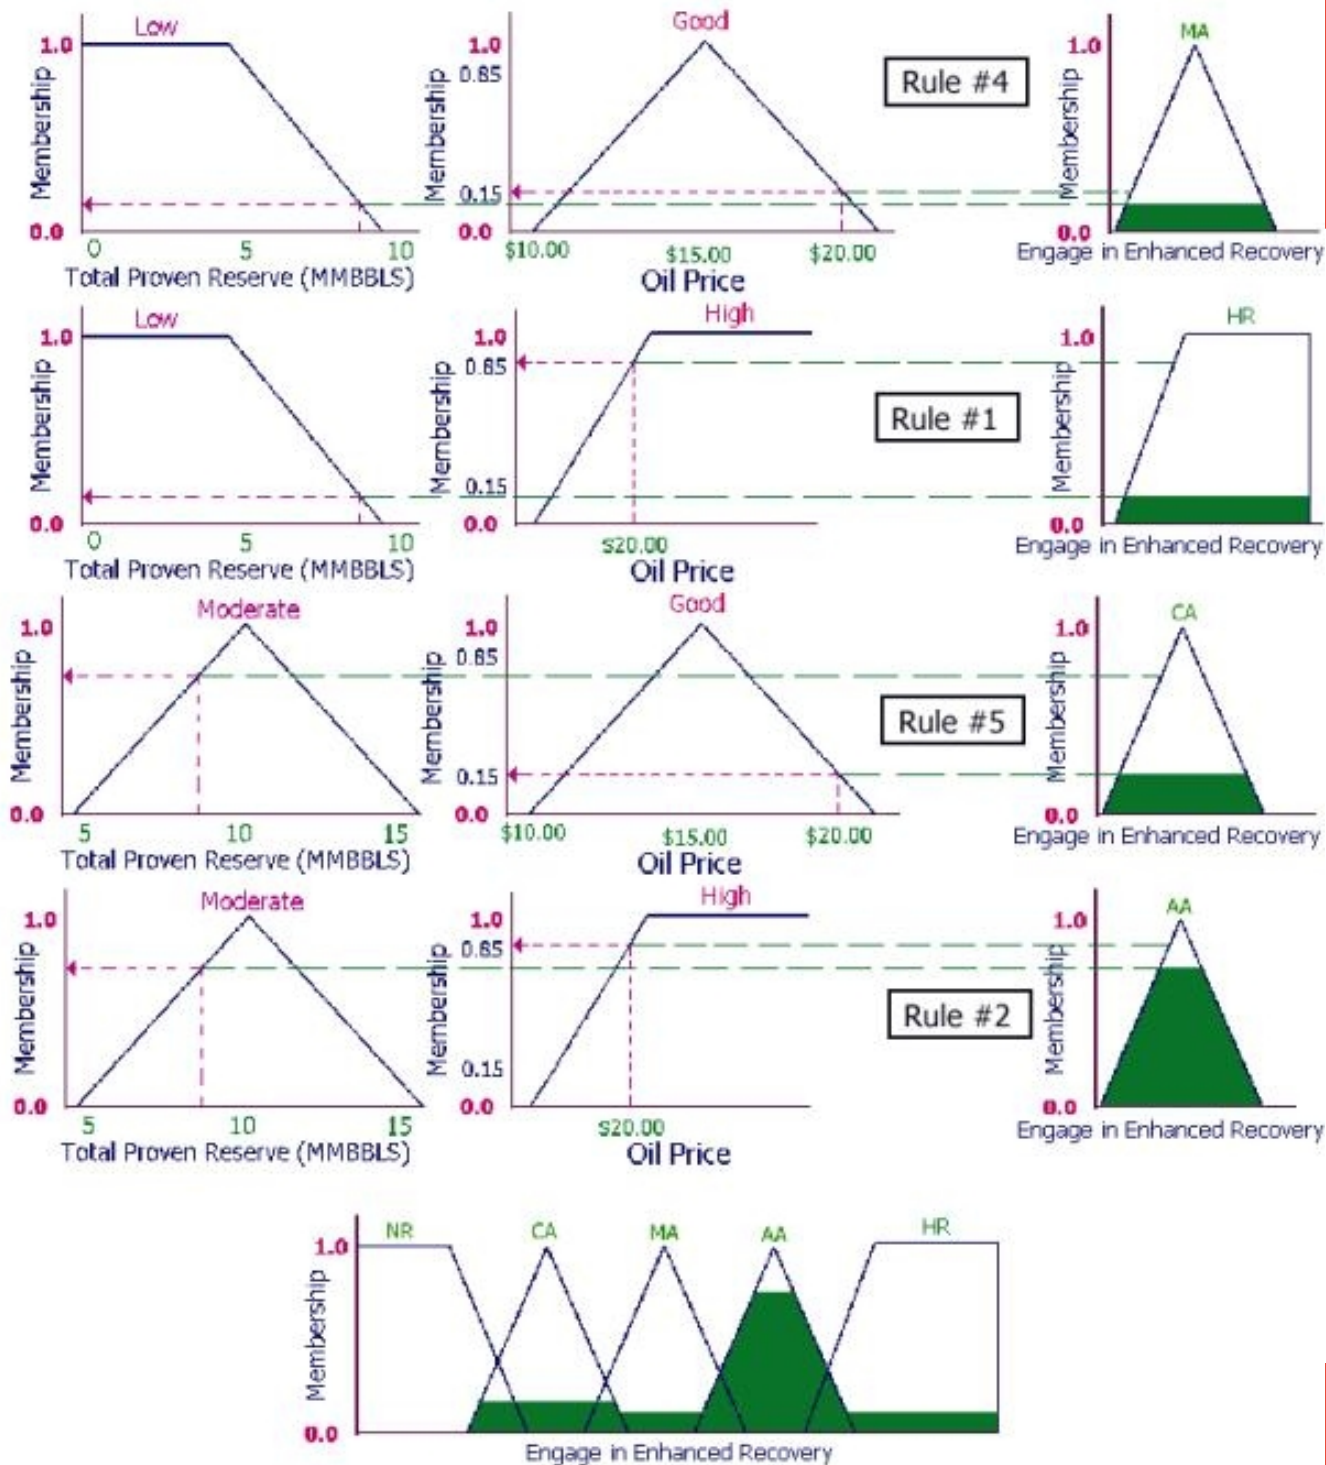 Low
Good
MA
1.0
1.0
0.85
1.0
Rule #4
Membership
Membership
Membership
0.15
0.0
0.0
0.0
0 5 10
$10.00 $15.00 $20.00
Engage in Enhanced Recovery
Total Proven Reserve (MMBBLS)
Oil Price
Low
High
HR
1.0
1.0
0.85
1.0
Rule #1
Membership
Membership
Membership
0.15
0.0
0.0
0.0
0 5 10
$20.00
Engage in Enhanced Recovery
Total Proven Reserve (MMBBLS)
Oil Price
Moderate
Good
CA
1.0
1.0
0.85
1.0
Rule #5
Membership
Membership
Membership
0.15
0.0
0.0
0.0
5 10 15
$10.00 $15.00 $20.00
Engage in Enhanced Recovery
Total Proven Reserve (MMBBLS)
Oil Price
Moderate
High
AA
1.0
1.0
0.85
1.0
Rule #2
Membership
Membership
Membership
0.15
0.0
0.0
0.0
5 10 15
$20.00
Engage in Enhanced Recovery
Total Proven Reserve (MMBBLS)
Oil Price
NR CA MA AA HR
1.0
Membership
0.0
Engage in Enhanced Recovery